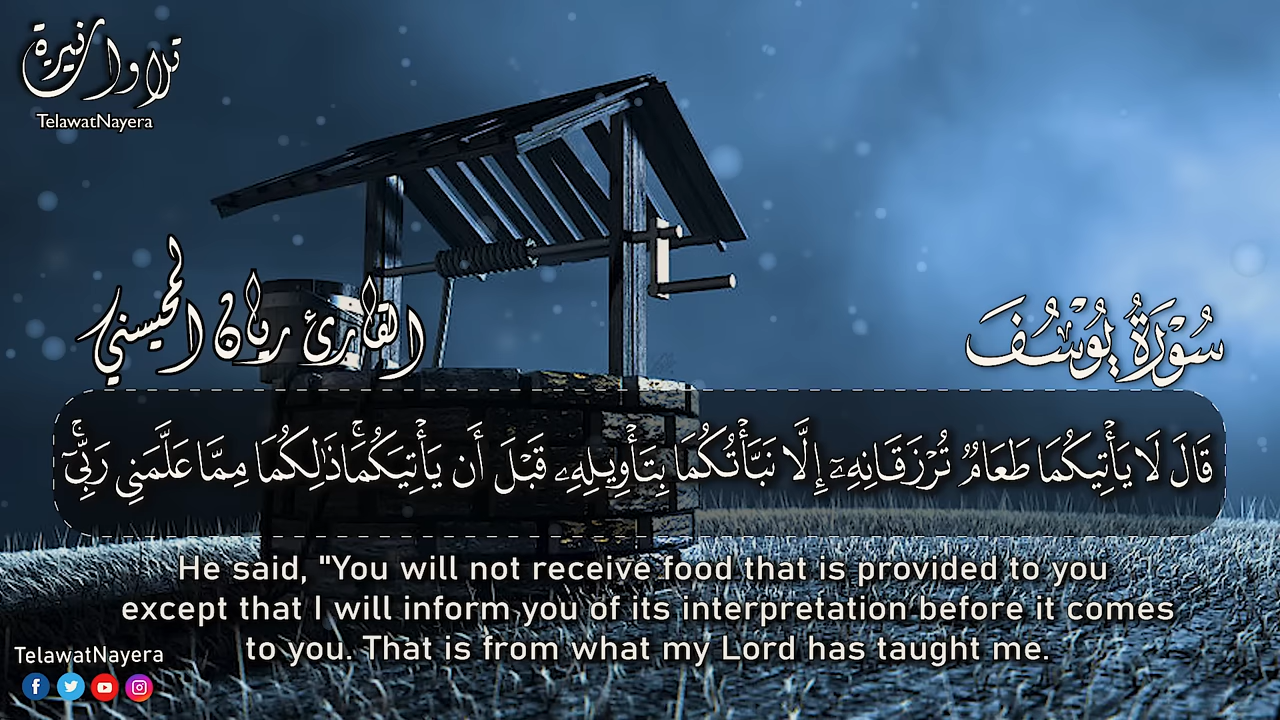 تلاوات نيرة
TelawatNayera
القارئ ريان المحيسني
سُورَةُ يُوسُفَ
قَالَ لَا يَأْتِيكُمَا طَعَامٌ تُرْزَقَانِهِۦٓ إِلَّا نَبَّأْتُكُمَا بِتَأْوِيلِهِۦ قَبْلَ أَن يَأْتِيَكُمَا ۚ ذَٰلِكُمَا مِمَّا عَلَّمَنِى رَبِّىٓ ۚ
He said, "You will not receive food that is provided to you
except that I will inform you of its interpretation before it comes
to you. That is from what my Lord has taught me.
TelawatNayera